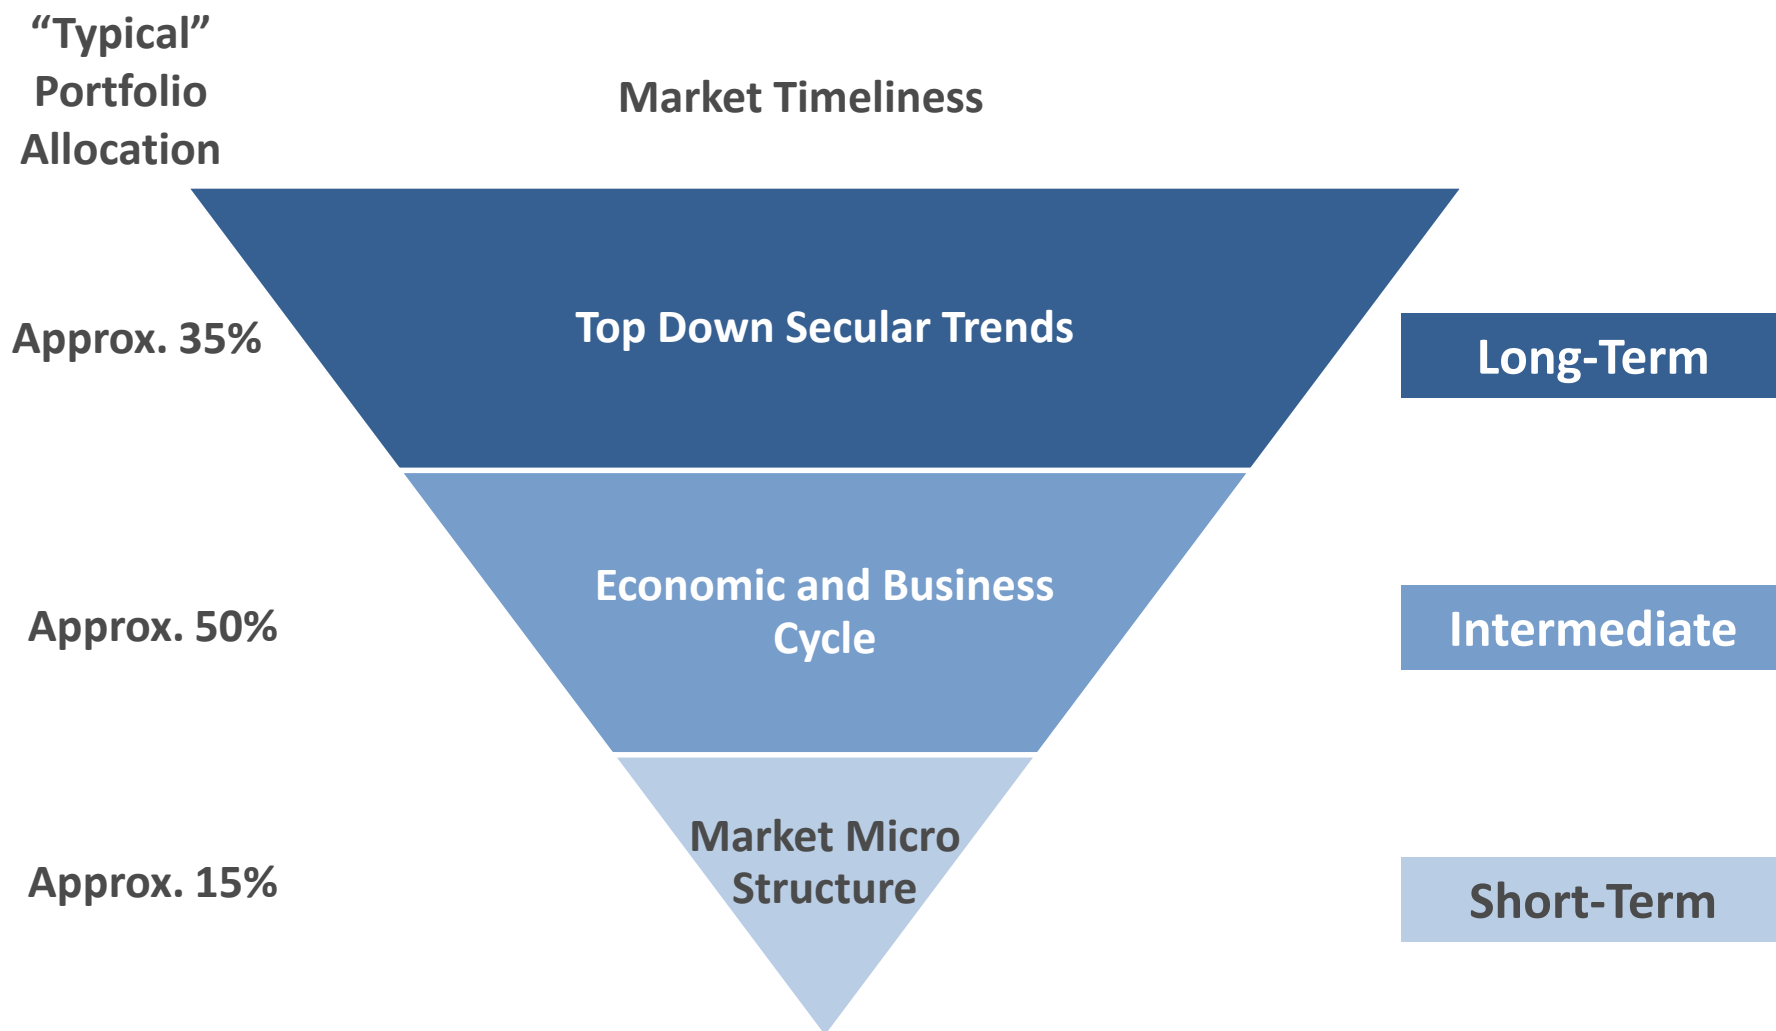 “Typical”
Portfolio
Allocation
Market Timeliness
Approx. 35%
Top Down Secular Trends
Long-Term
Approx. 50%
Economic and Business
Cycle
Intermediate
Approx. 15%
Market Micro
Structure
Short-Term